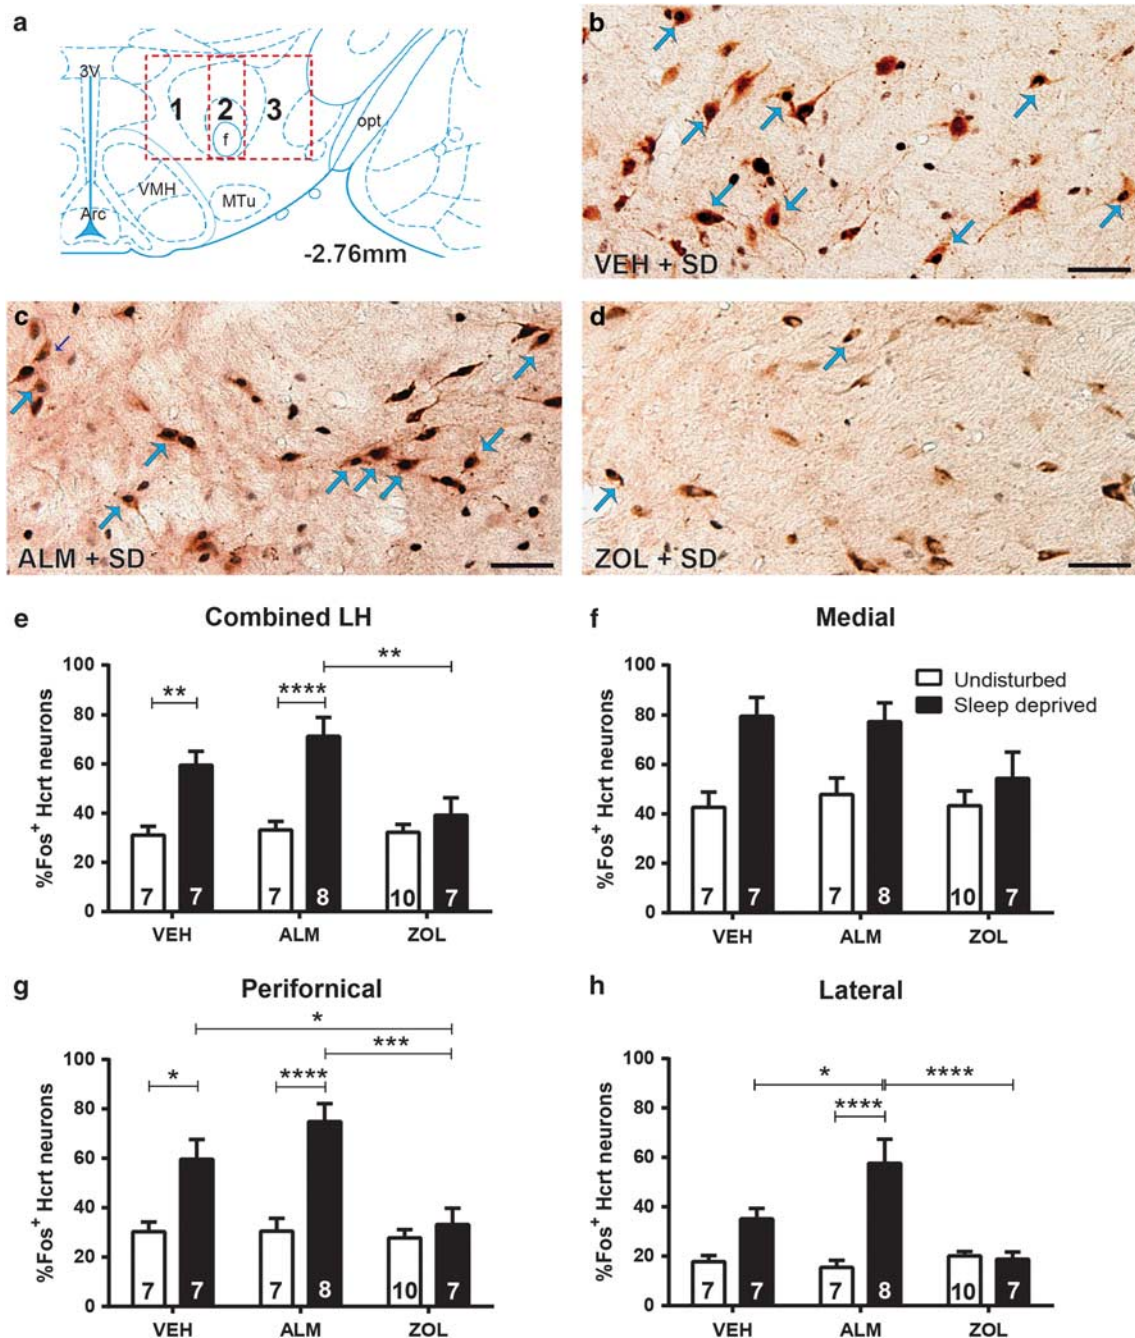 a
3V
1 2 3
f
opt
VMH
MTu
Arc
-2.76mm
b
VEH + SD
c
ALM + SD
d
ZOL + SD
e
Combined LH
%Fos+ Hcrt neurons
100
80
60
40
20
0
** **** **
7 7 7 8 10 7
VEH ALM ZOL
f
Medial
Undisturbed
Sleep deprived
%Fos+ Hcrt neurons
100
80
60
40
20
0
7 7 7 8 10 7
VEH ALM ZOL
g
Perifornical
%Fos+ Hcrt neurons
100
80
60
40
20
0
*
***
* ****
7 7 7 8 10 7
VEH ALM ZOL
h
Lateral
%Fos+ Hcrt neurons
100
80
60
40
20
0
* ****
****
7 7 7 8 10 7
VEH ALM ZOL